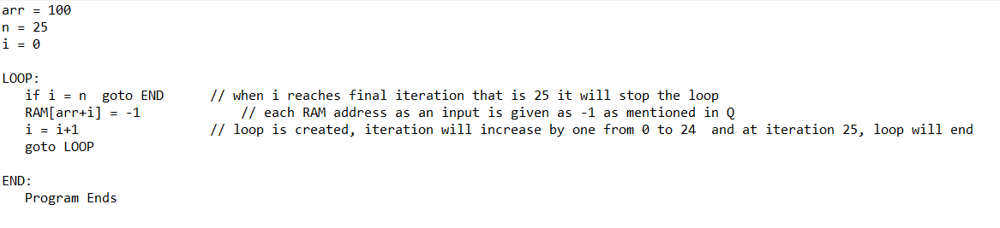 arr = 100
n = 25
i = 0
LOOP:
if i = n  goto END      // when i reaches final iteration that is 25 it will stop the loop
RAM[arr+i] = -1             // each RAM address as an input is given as -1 as mentioned in Q
i = i+1                 // loop is created, iteration will increase by one from 0 to 24  and at iteration 25, loop will end
goto LOOP
END:
Program Ends